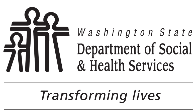 Washington State
Department of Social
& Health Services
Transforming lives